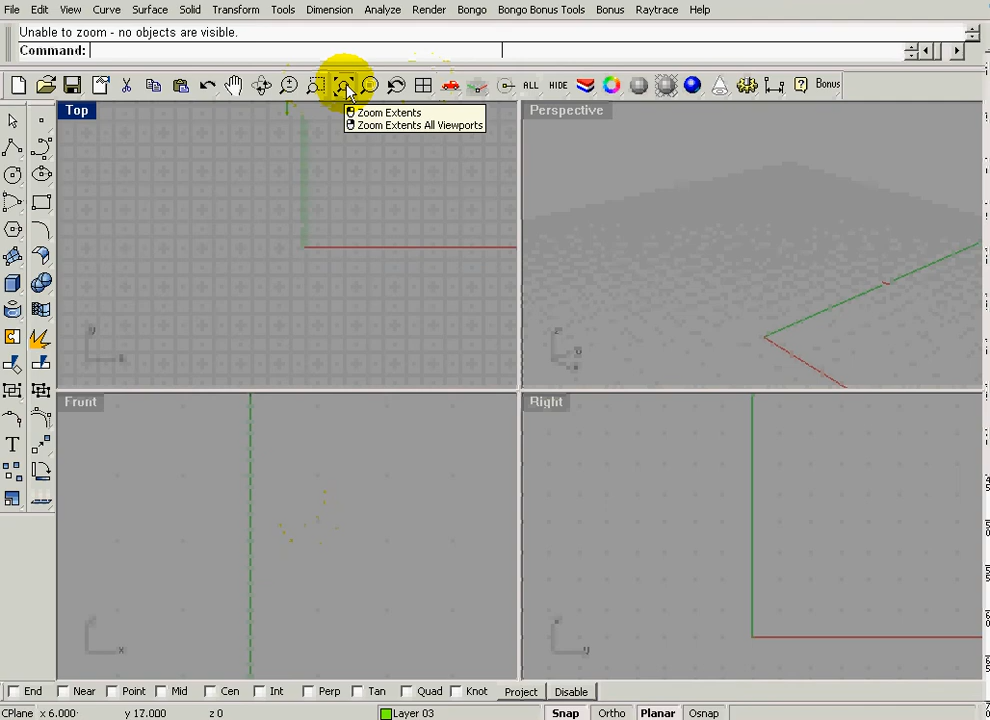 File Edit View Curve Surface Solid Transform Tools Dimension Analyze Render Bongo Bongo Bonus Tools Bonus Raytrace Help
Unable to zoom - no objects are visible.
Command:
ALL HIDE ? Bonus
Top
Zoom Extents
Zoom Extents All Viewports
Perspective
y
x
z
Front
Right
T
x
y
End Near Point Mid Cen Int Perp Tan Quad Knot Project Disable
CPlane x 6.000 y 17.000 z 0 Layer 03 Snap Ortho Planar Osnap